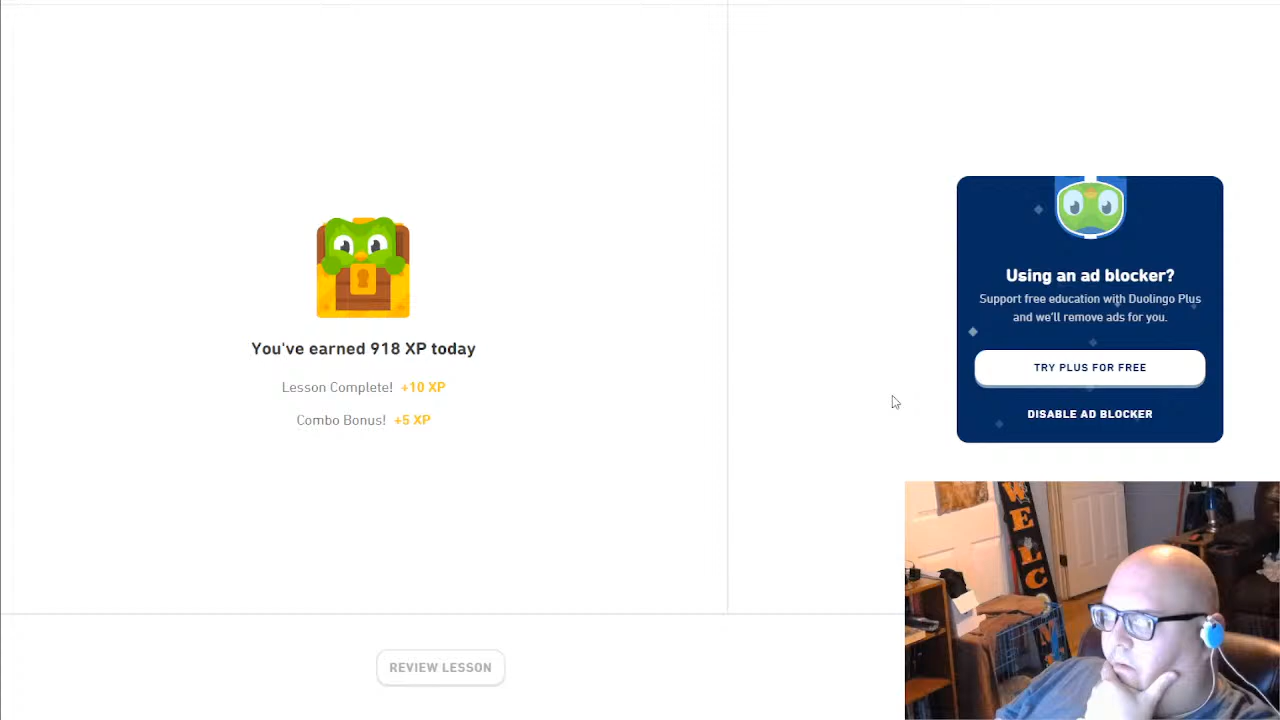 You've earned 918 XP today
Lesson Complete! +10 XP
Combo Bonus! +5 XP
REVIEW LESSON
Using an ad blocker?
Support free education with Duolingo Plus
and we'll remove ads for you.
TRY PLUS FOR FREE
DISABLE AD BLOCKER
WELC